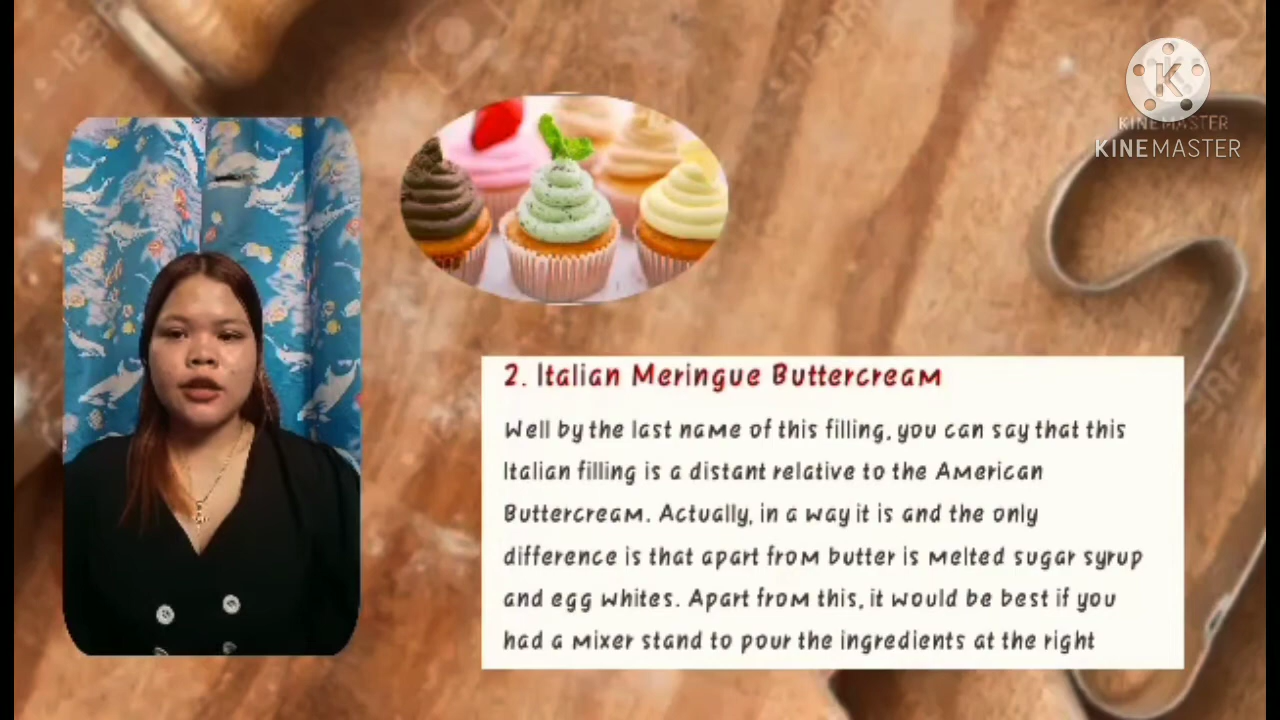 KINEMASTER
KINEMASTER
2. Italian Meringue Buttercream
Well by the last name of this filling, you can say that this
Italian filling is a distant relative to the American
Buttercream. Actually, in a way it is and the only
difference is that apart from butter is melted sugar syrup
and egg whites. Apart from this, it would be best if you
had a mixer stand to pour the ingredients at the right